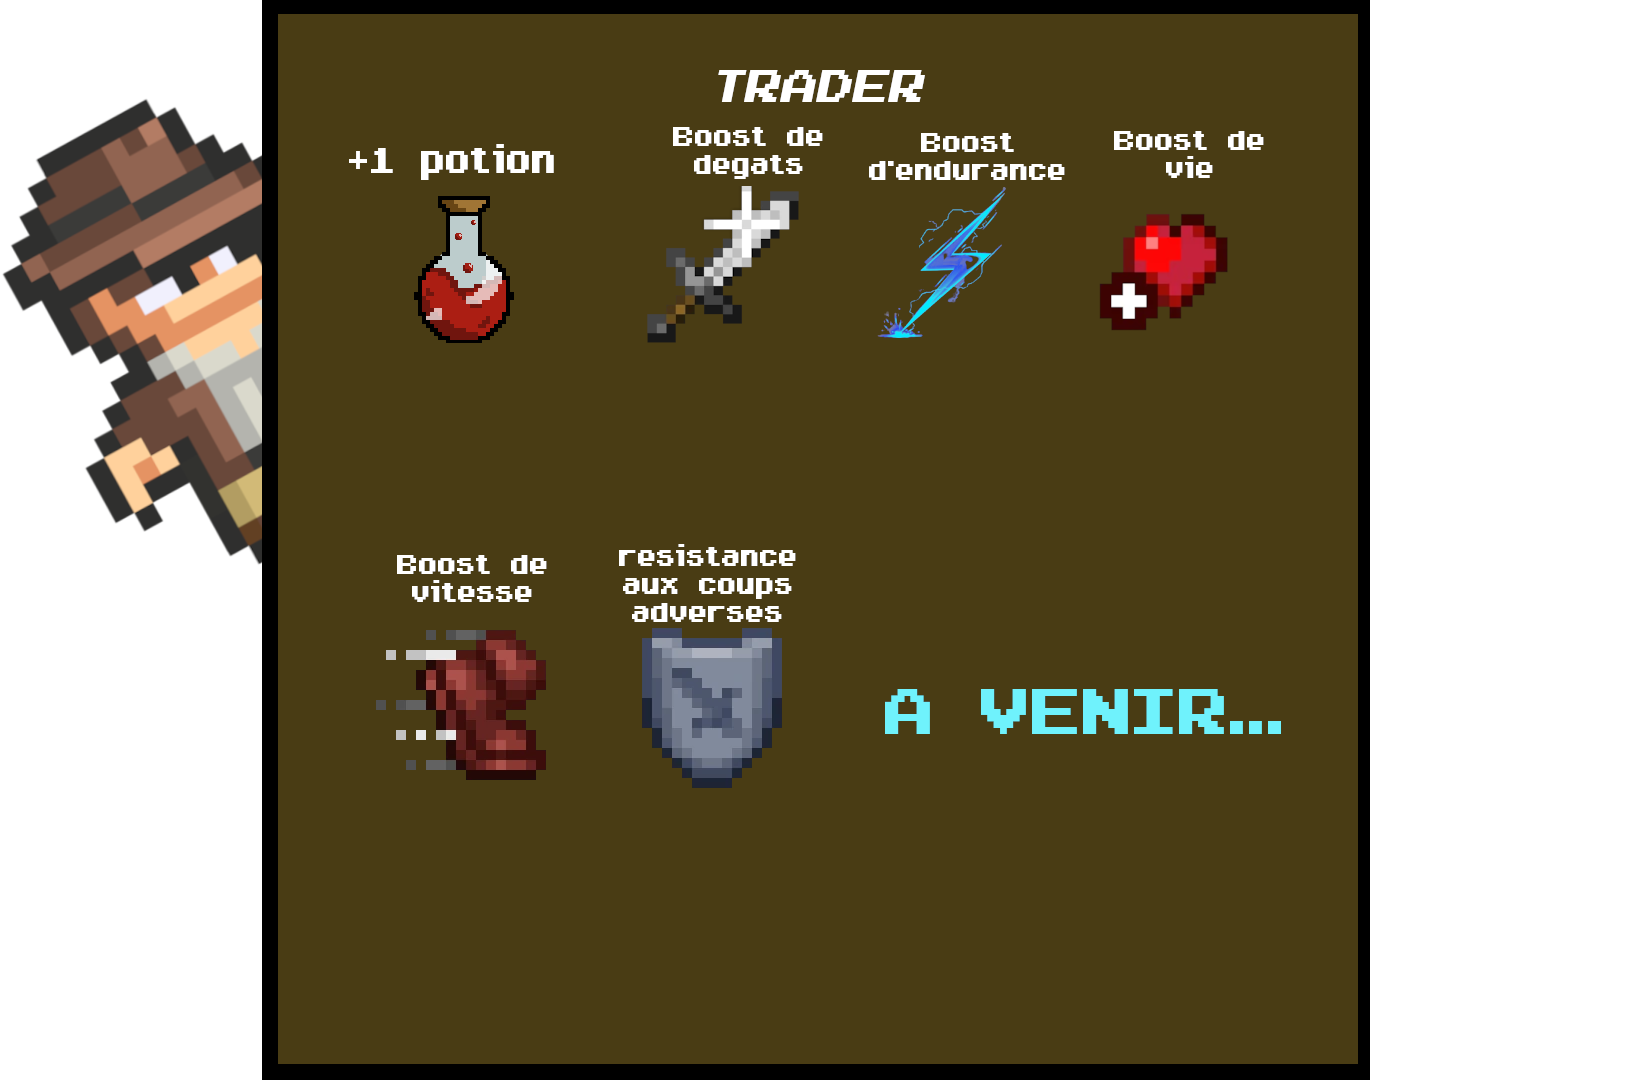 TRADER
+1 potion
Boost de
degats
Boost
d'endurance
Boost de
vie
Boost de
vitesse
resistance
aux coups
adverses
A VENIR...